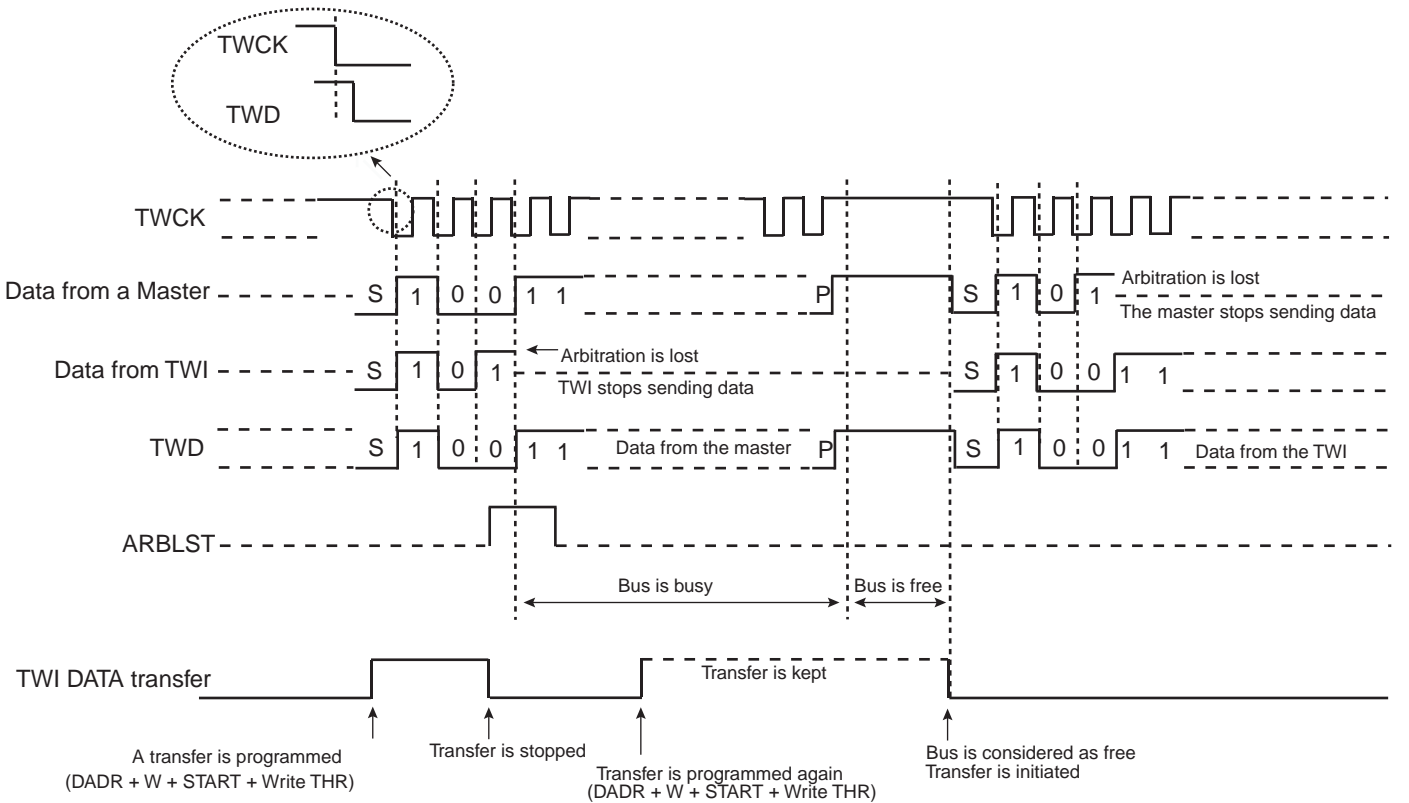 TWCK
TWD
TWCK
Data from a Master S 1 0 0 1 1 P S 1 0 1 Arbitration is lost
The master stops sending data
Data from TWI S 1 0 1 Arbitration is lost S 1 0 0 1 1
TWI stops sending data
TWD S 1 0 0 1 1 Data from the master P S 1 0 0 1 1 Data from the TWI
ARBLST
Bus is busy Bus is free
TWI DATA transfer Transfer is kept
A transfer is programmed
(DADR + W + START + Write THR)
Transfer is stopped
Transfer is programmed again
(DADR + W + START + Write THR)
Bus is considered as free
Transfer is initiated